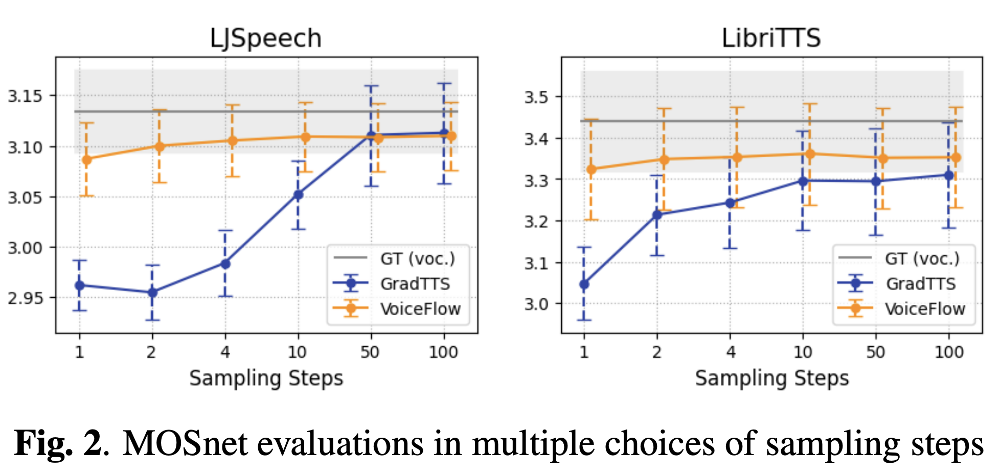 LJSpeech
3.15
3.10
3.05
3.00
2.95
1 2 4 10 50 100
Sampling Steps
GT (voc.)
GradTTS
VoiceFlow
LibriTTS
3.5
3.4
3.3
3.2
3.1
3.0
1 2 4 10 50 100
Sampling Steps
GT (voc.)
GradTTS
VoiceFlow
Fig. 2. MOSnet evaluations in multiple choices of sampling steps